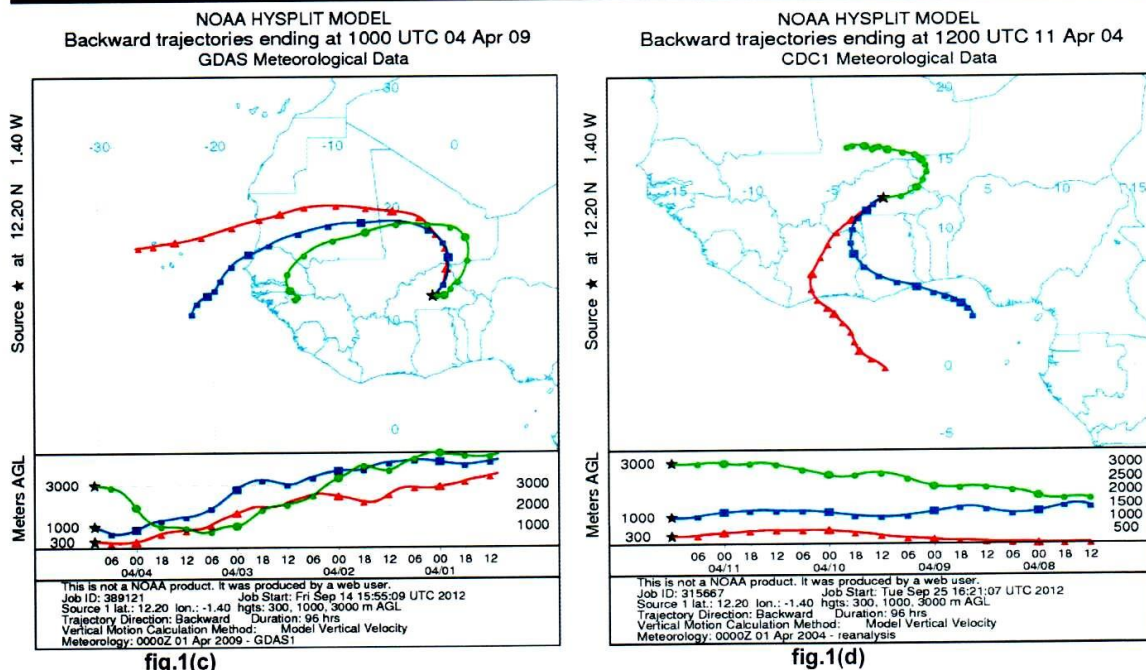 NOAA HYSPLIT MODEL
Backward trajectories ending at 1000 UTC 04 Apr 09
GDAS Meteorological Data
Source ★ at 12.20 N 1.40 W
30
-30
-20
-10
0
20
10
0
Meters AGL
3000
1000
300
3000
2000
1000
06 00 18 12 06 00 18 12 06 00 18 12 06 00 18 12
04/04 04/03 04/02 04/01
This is not a NOAA product. It was produced by a web user.
Job ID: 389121 Job Start: Fri Sep 14 15:55:09 UTC 2012
Source 1 lat.: 12.20 lon.: -1.40 hgts: 300, 1000, 3000 m AGL
Trajectory Direction: Backward Duration: 96 hrs
Vertical Motion Calculation Method: Model Vertical Velocity
Meteorology: 0000Z 01 Apr 2009 - GDAS1
fig.1(c)
NOAA HYSPLIT MODEL
Backward trajectories ending at 1200 UTC 11 Apr 04
CDC1 Meteorological Data
Source ★ at 12.20 N 1.40 W
20
15
-15
-10
-5
5
10
15
10
0
-5
Meters AGL
3000
1000
300
3000
2500
2000
1500
1000
500
06 00 18 12 06 00 18 12 06 00 18 12 06 00 18 12
04/11 04/10 04/09 04/08
This is not a NOAA product. It was produced by a web user.
Job ID: 315667 Job Start: Tue Sep 25 16:21:07 UTC 2012
Source 1 lat.: 12.20 lon.: -1.40 hgts: 300, 1000, 3000 m AGL
Trajectory Direction: Backward Duration: 96 hrs
Vertical Motion Calculation Method: Model Vertical Velocity
Meteorology: 0000Z 01 Apr 2004 - reanalysis
fig.1(d)